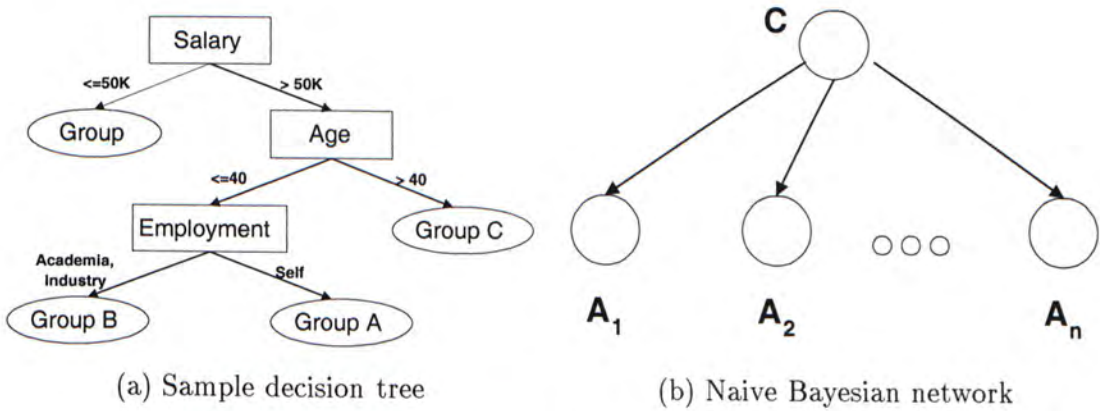 Salary
<=50K
> 50K
Group
Age
<=40
> 40
Employment
Group C
Academia,
Industry
Self
Group B
Group A
(a) Sample decision tree
C
A1
A2
An
(b) Naive Bayesian network